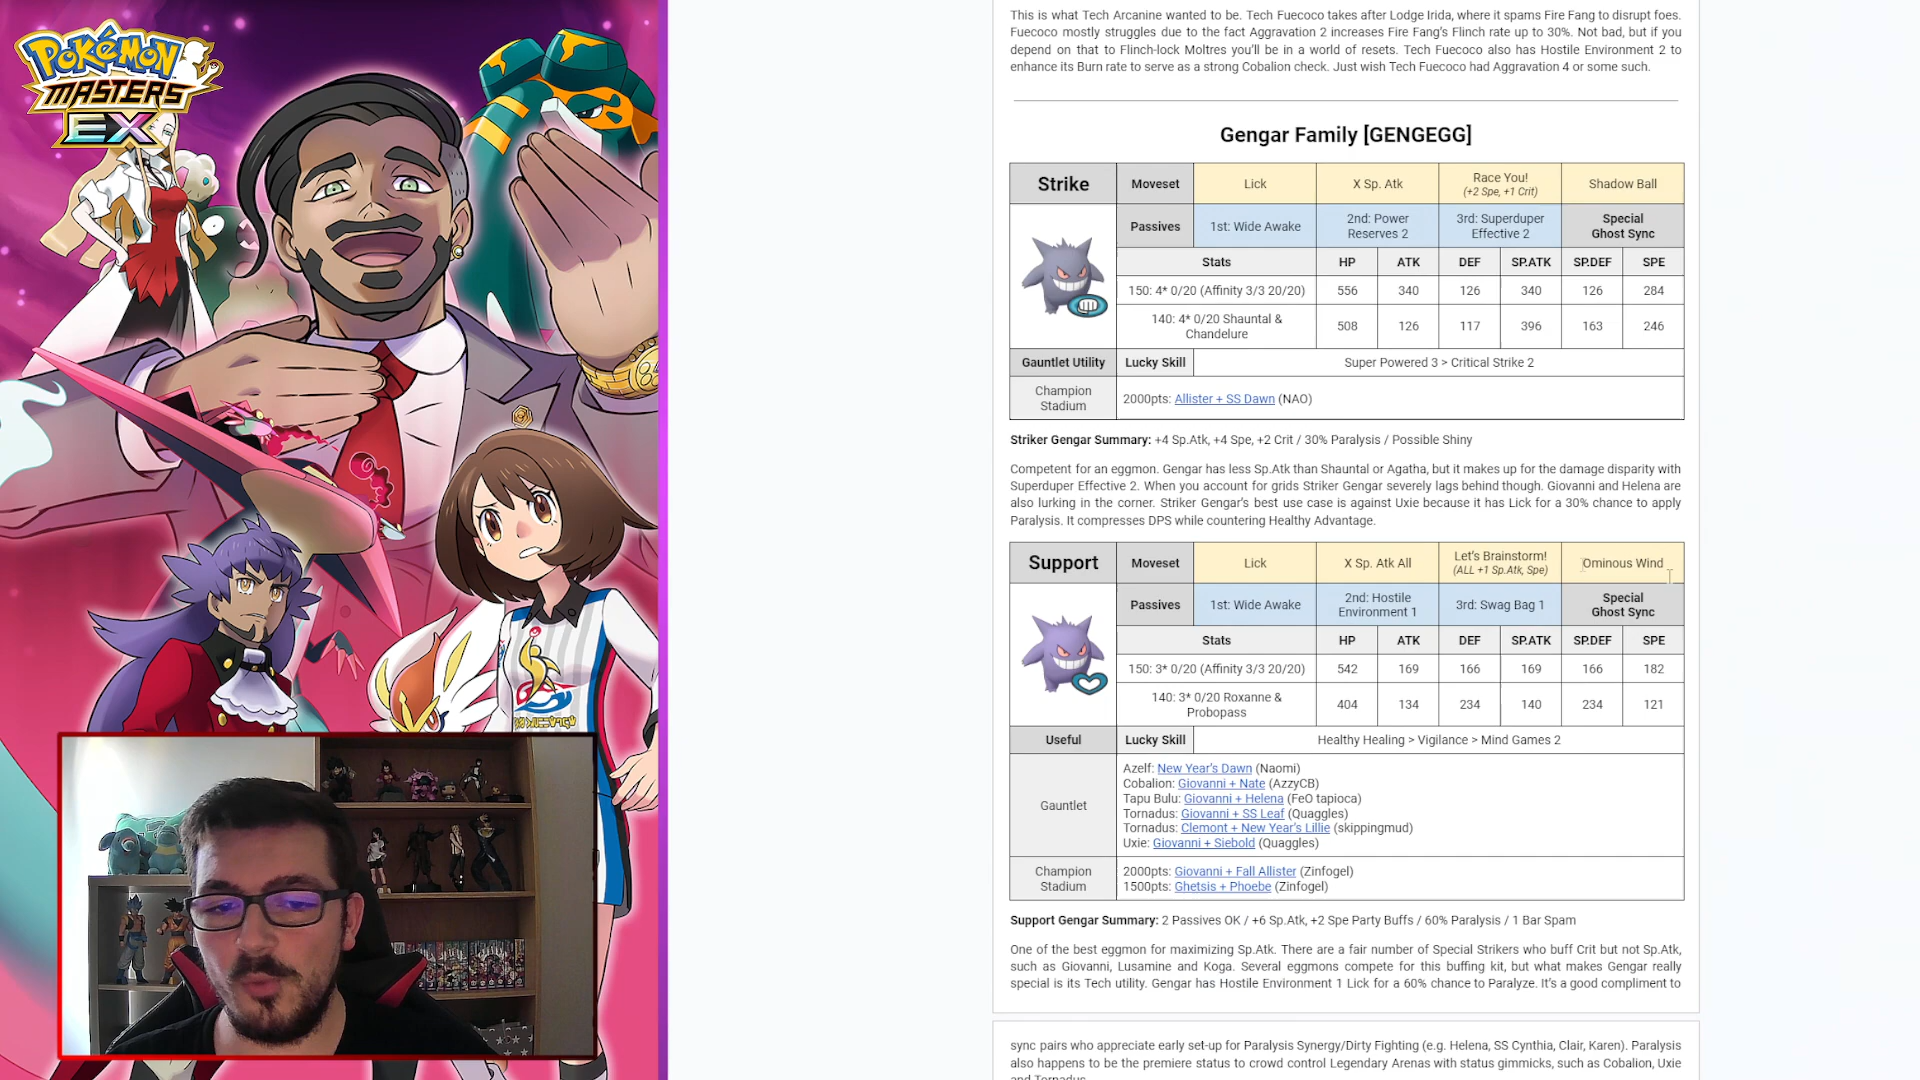 POKÉMON
MASTERS
EX
This is what Tech Arcanine wanted to be. Tech Fuecoco takes after Lodge Irida, where it spams Fire Fang to disrupt foes.
Fuecoco mostly struggles due to the fact Aggravation 2 increases Fire Fang's Flinch rate up to 30%. Not bad, but if you
depend on that to Flinch-lock Moltres you'll be in a world of resets. Tech Fuecoco also has Hostile Environment 2 to
enhance its Burn rate to serve as a strong Cobalion check. Just wish Tech Fuecoco had Aggravation 4 or some such.
Gengar Family [GENGEGG]
Strike Moveset Lick X Sp. Atk Race You! (+2 Spe, +1 Crit) Shadow Ball
Passives 1st: Wide Awake 2nd: Power Reserves 2 3rd: Superduper Effective 2 Special Ghost Sync
Stats HP ATK DEF SP.ATK SP.DEF SPE
150: 4* 0/20 (Affinity 3/3 20/20) 556 340 126 340 126 284
140: 4* 0/20 Shauntal & Chandelure 508 126 117 396 163 246
Gauntlet Utility Lucky Skill Super Powered 3 > Critical Strike 2
Champion Stadium 2000pts: Allister + SS Dawn (NAO)
Striker Gengar Summary: +4 Sp.Atk, +4 Spe, +2 Crit / 30% Paralysis / Possible Shiny
Competent for an eggmon. Gengar has less Sp.Atk than Shauntal or Agatha, but it makes up for the damage disparity with
Superduper Effective 2. When you account for grids Striker Gengar severely lags behind though. Giovanni and Helena are
also lurking in the corner. Striker Gengar's best use case is against Uxie because it has Lick for a 30% chance to apply
Paralysis. It compresses DPS while countering Healthy Advantage.
Support Moveset Lick X Sp. Atk All Let's Brainstorm! (ALL +1 Sp.Atk, Spe) Ominous Wind
Passives 1st: Wide Awake 2nd: Hostile Environment 1 3rd: Swag Bag 1 Special Ghost Sync
Stats HP ATK DEF SP.ATK SP.DEF SPE
150: 3* 0/20 (Affinity 3/3 20/20) 542 169 166 169 166 182
140: 3* 0/20 Roxanne & Probopass 404 134 234 140 234 121
Useful Lucky Skill Healthy Healing > Vigilance > Mind Games 2
Gauntlet
Azelf: New Year's Dawn (Naomi)
Cobalion: Giovanni + Nate (AzzyCB)
Tapu Bulu: Giovanni + Helena (FeO tapioca)
Tornadus: Giovanni + SS Leaf (Quaggles)
Tornadus: Clemont + New Year's Lillie (skippingmud)
Uxie: Giovanni + Siebold (Quaggles)
Champion Stadium
2000pts: Giovanni + Fall Allister (Zinfogel)
1500pts: Ghetsis + Phoebe (Zinfogel)
Support Gengar Summary: 2 Passives OK / +6 Sp.Atk, +2 Spe Party Buffs / 60% Paralysis / 1 Bar Spam
One of the best eggmon for maximizing Sp.Atk. There are a fair number of Special Strikers who buff Crit but not Sp.Atk,
such as Giovanni, Lusamine and Koga. Several eggmons compete for this buffing kit, but what makes Gengar really
special is its Tech utility. Gengar has Hostile Environment 1 Lick for a 60% chance to Paralyze. It's a good compliment to
sync pairs who appreciate early set-up for Paralysis Synergy/Dirty Fighting (e.g. Helena, SS Cynthia, Clair, Karen). Paralysis
also happens to be the premiere status to crowd control Legendary Arenas with status gimmicks, such as Cobalion, Uxie
and Tornadus.